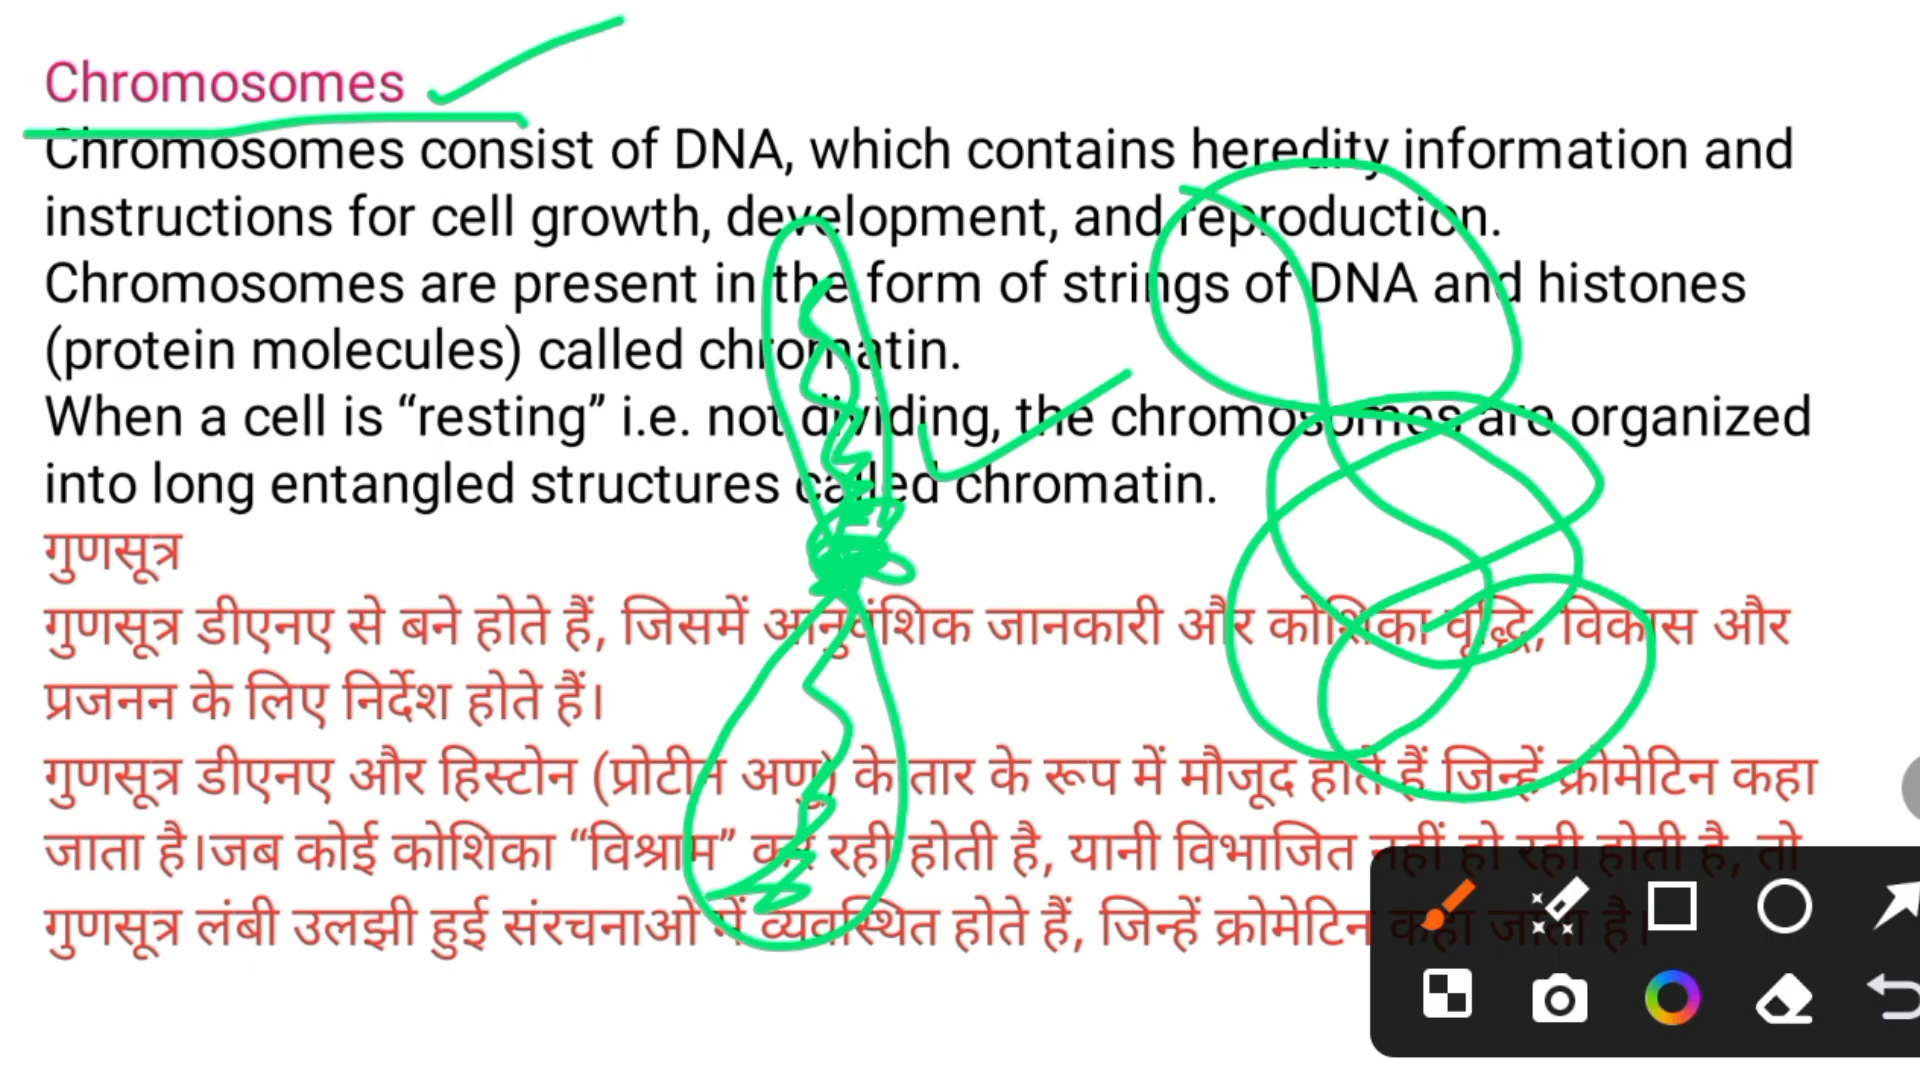 Chromosomes
Chromosomes consist of DNA, which contains heredity information and
instructions for cell growth, development, and reproduction.
Chromosomes are present in the form of strings of DNA and histones
(protein molecules) called chromatin.
When a cell is “resting” i.e. not dividing, the chromosomes are organized
into long entangled structures called chromatin.
गुणसूत्र
गुणसूत्र डीएनए से बने होते हैं, जिसमें आनुवंशिक जानकारी और कोशिका वृद्धि, विकास और
प्रजनन के लिए निर्देश होते हैं।
गुणसूत्र डीएनए और हिस्टोन (प्रोटीन अणु) के तार के रूप में मौजूद होते हैं जिन्हें क्रोमेटिन कहा
जाता है।जब कोई कोशिका “विश्राम” कर रही होती है, यानी विभाजित नहीं हो रही होती है, तो
गुणसूत्र लंबी उलझी हुई संरचनाओं में व्यवस्थित होते हैं, जिन्हें क्रोमेटिन कहा जाता है।